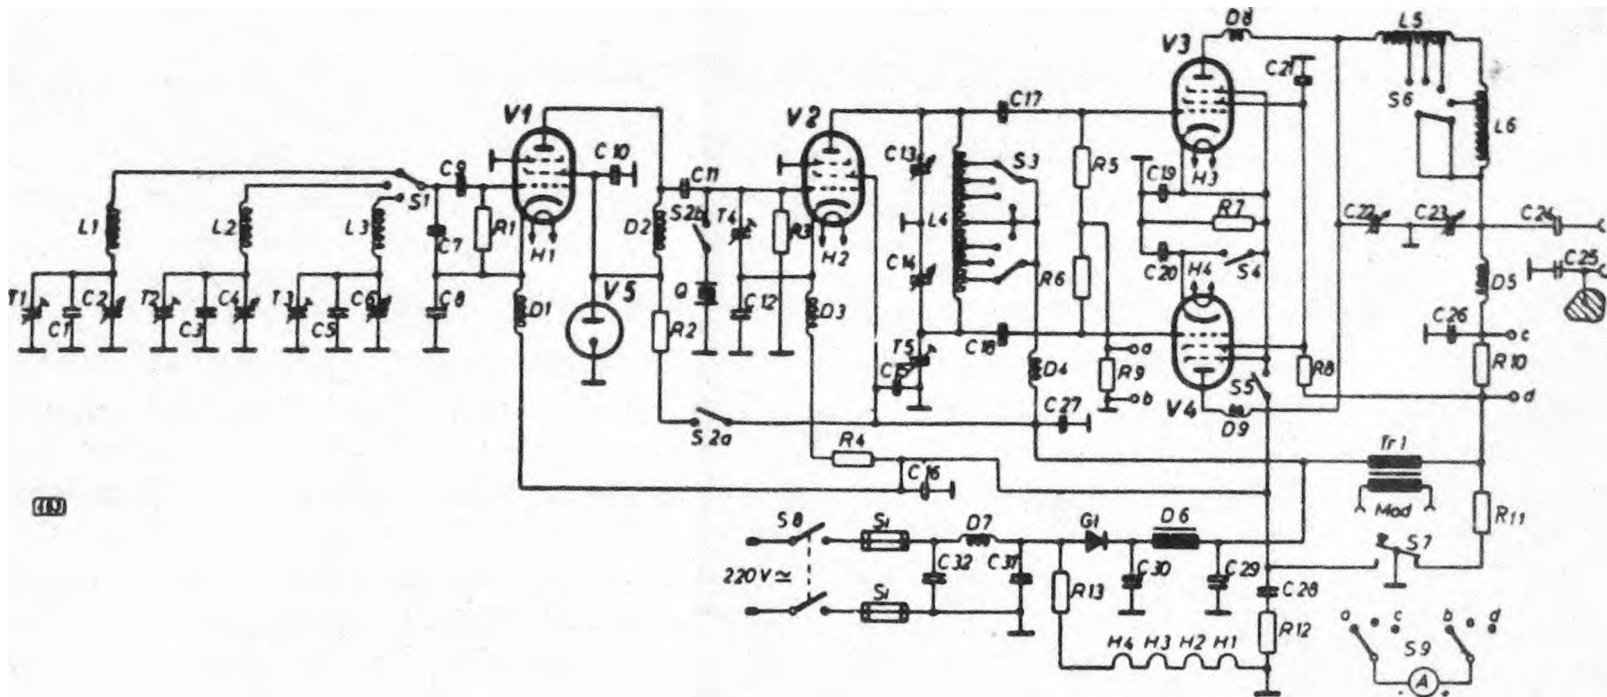 D8
L5
V3
C21
V1
V2
C17
S6
L6
C9
C10
C11
C13
S3
R5
C19
H3
S1
L1
L2
L3
C7
R1
H1
D2
S2b
T4
R3
H2
L4
R7
C22
C23
C24
C14
R6
C20
H4
S4
C25
D5
T1
C1
C2
T2
C3
C4
T3
C5
C6
C8
D1
V5
R2
Q
C12
D3
T5
C18
C15
D4
a
R9
b
S5
R8
C26
c
R10
d
V4
D9
S2a
C27
R4
C16
Tr1
Mod
R11
S8
Si
D7
G1
D6
S7
220V≃
C32
C31
R13
C30
C29
C28
Si
R12
H4 H3 H2 H1
a c b d
S9
A